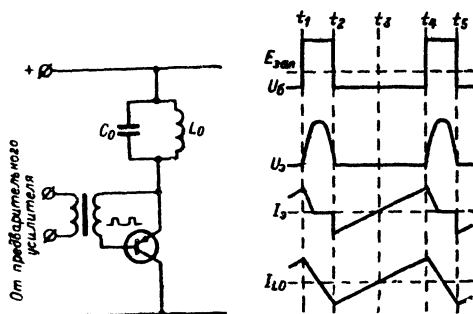 t₁ t₂ t₃ t₄ t₅
Eзап
Uб
+
C₀
L₀
Uэ
Iэ
IL0
От предварительного
усилителя